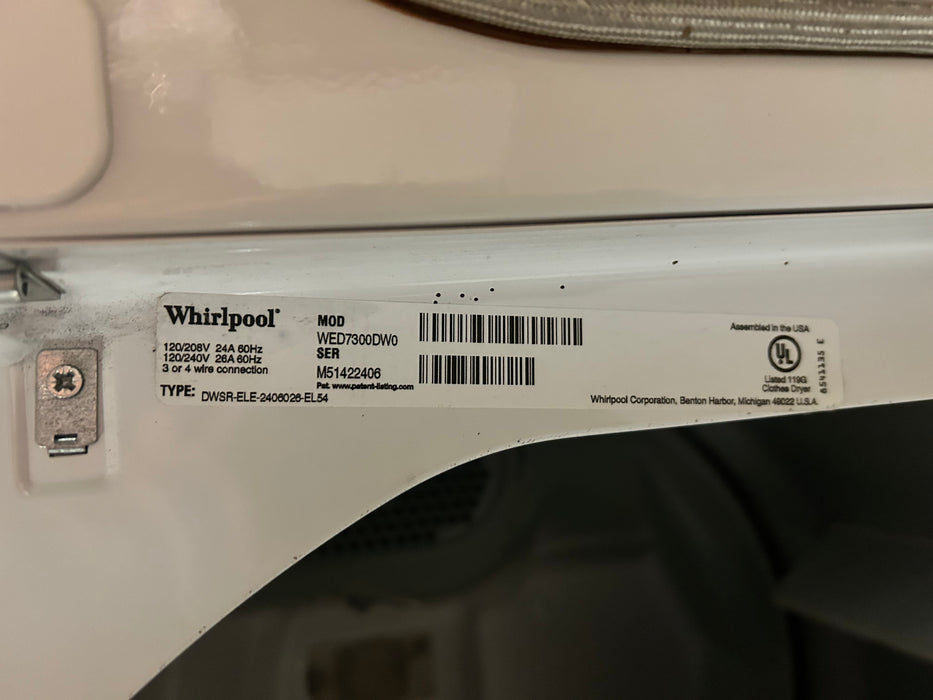 Whirlpool
120/208V 24A 60Hz
120/240V 26A 60Hz
3 or 4 wire connection
TYPE: DWSR-ELE-2406026-EL54
MOD
WED7300DW0
SER
M51422406
Pat. www.patent-listing.com
Assembled in the USA
UL
Listed 119G
Clothes Dryer
Whirlpool Corporation, Benton Harbor, Michigan 49022 U.S.A.
8541135 E